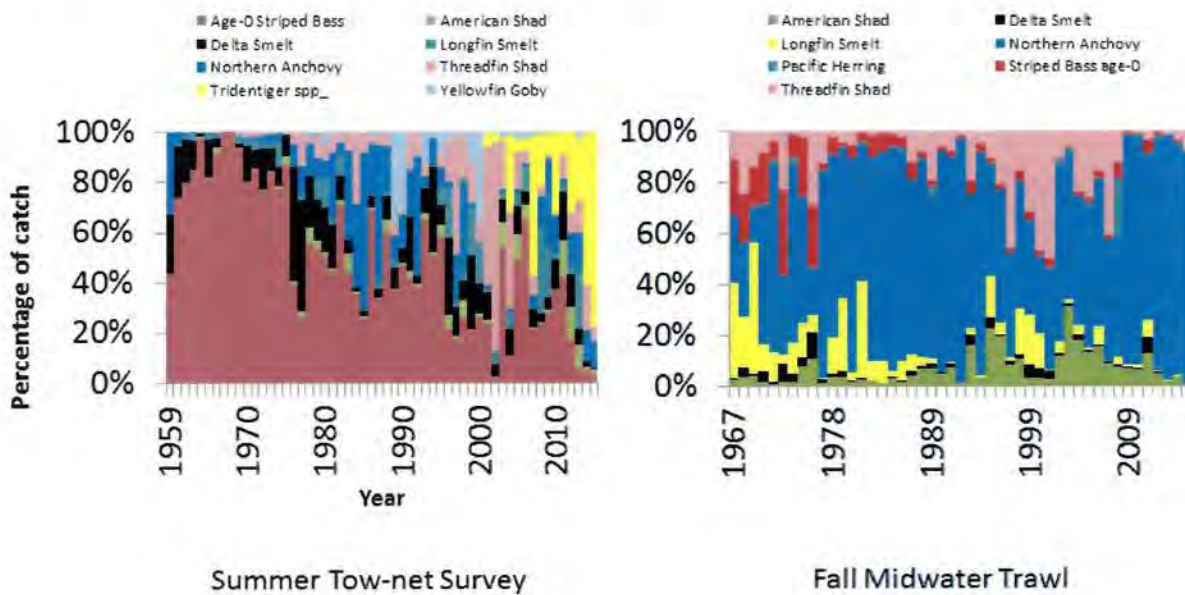 Age-0 Striped Bass
American Shad
Delta Smelt
Longfin Smelt
Northern Anchovy
Threadfin Shad
Tridentiger spp_
Yellowfin Goby
Percentage of catch
100%
80%
60%
40%
20%
0%
1959
1970
1980
1990
2000
2010
Year
Summer Tow-net Survey
American Shad
Delta Smelt
Longfin Smelt
Northern Anchovy
Pacific Herring
Striped Bass age-0
Threadfin Shad
100%
80%
60%
40%
20%
0%
1967
1978
1989
1999
2009
Fall Midwater Trawl